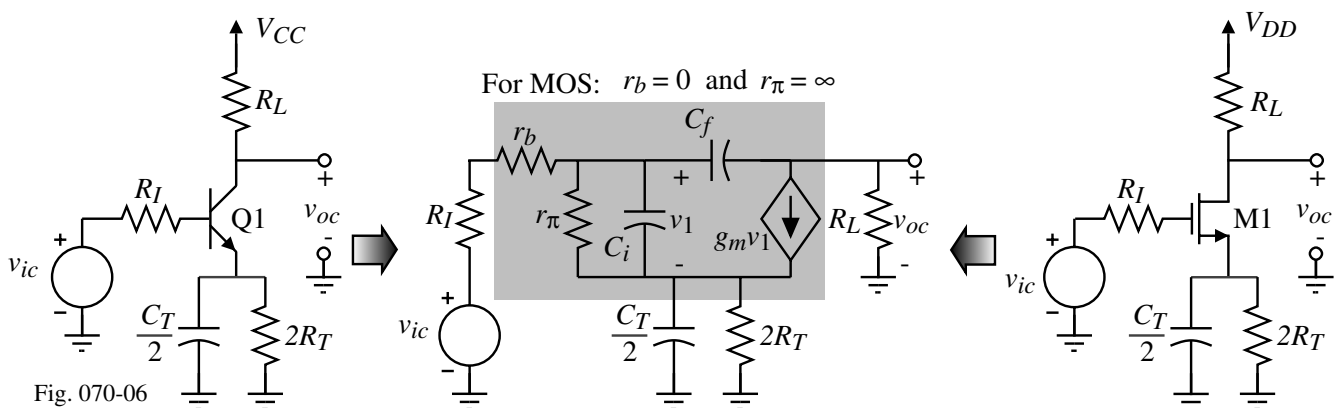 V_CC
R_L
R_I
Q1
+
v_oc
-
+
v_ic
−
C_T
2
2R_T
Fig. 070-06
For MOS: r_b = 0 and r_π = ∞
r_b
C_f
R_I
r_π
C_i
+
v_1
-
g_m v_1
R_L
+
v_oc
-
+
v_ic
−
C_T
2
2R_T
V_DD
R_L
R_I
M1
+
v_oc
-
+
v_ic
−
C_T
2
2R_T